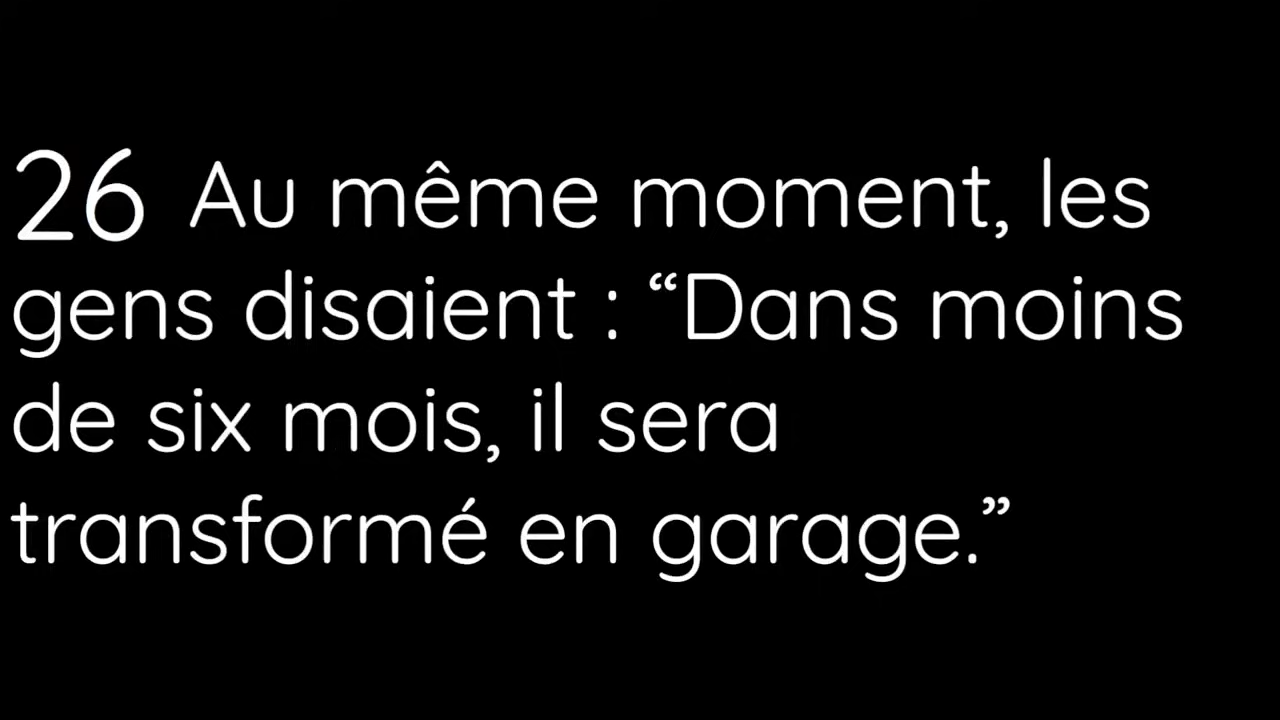 26 Au même moment, les
gens disaient : “Dans moins
de six mois, il sera
transformé en garage.”